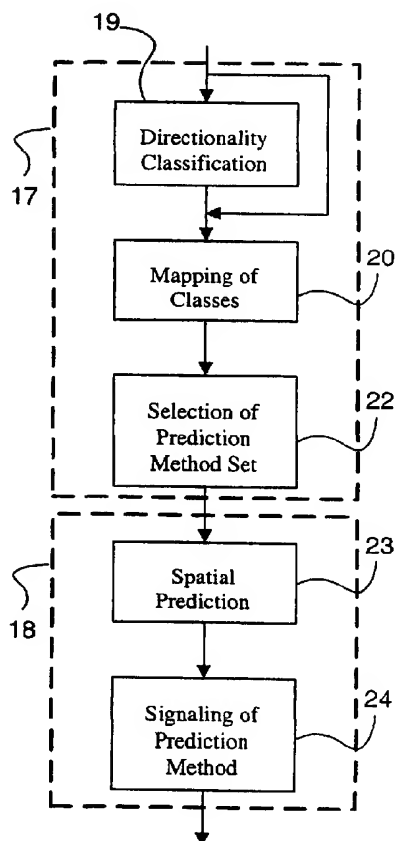 19
Directionality
Classification
17
Mapping of
Classes
20
Selection of
Prediction
Method Set
22
18
Spatial
Prediction
23
Signaling of
Prediction
Method
24